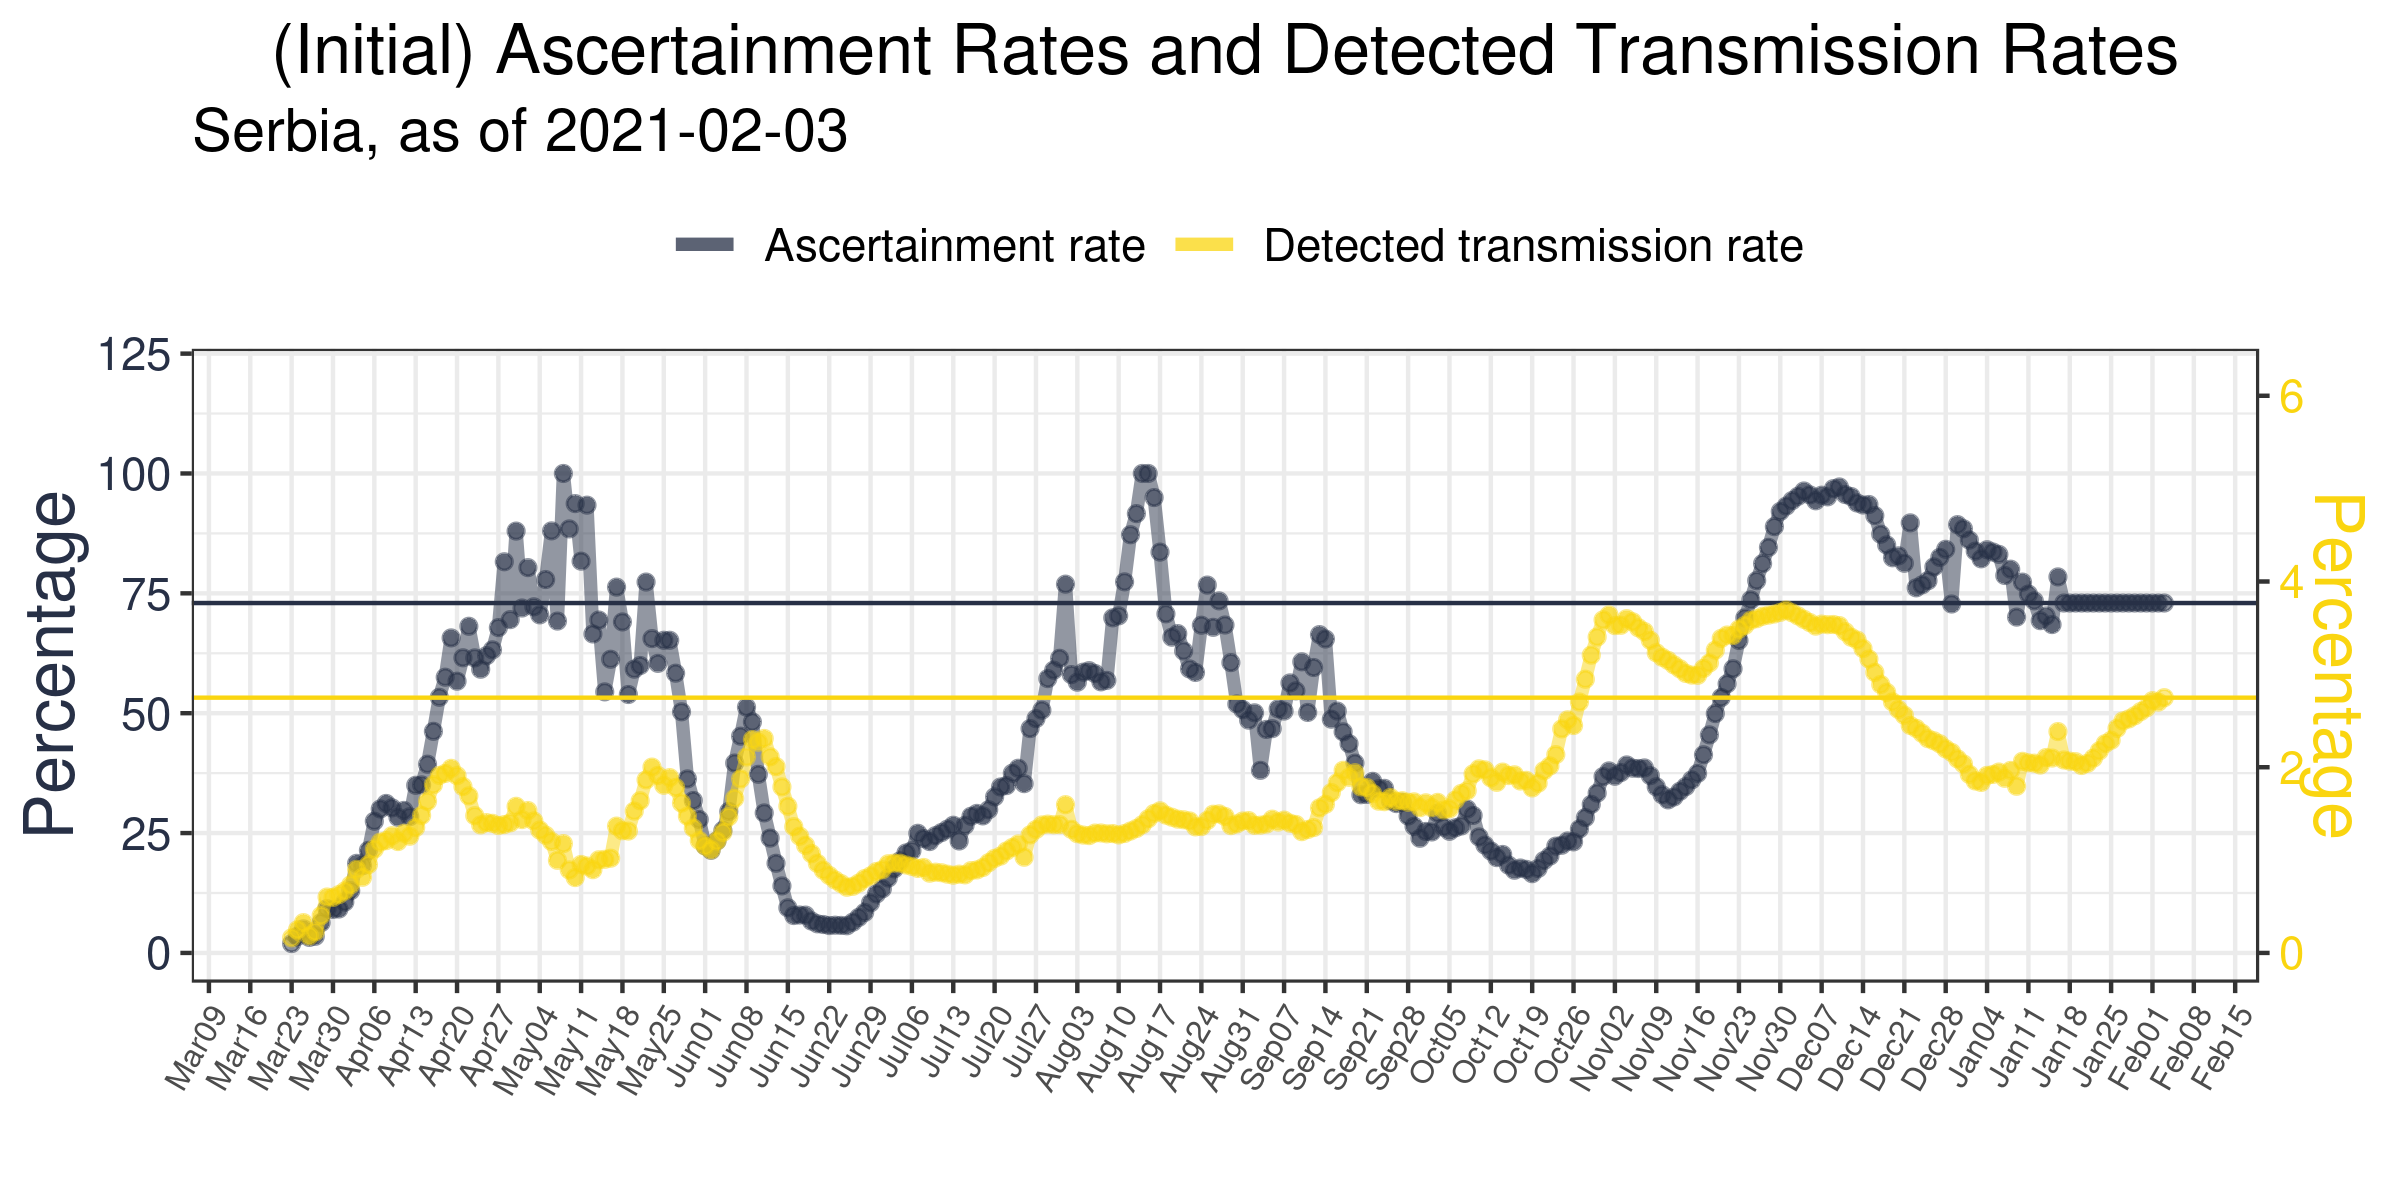 (Initial) Ascertainment Rates and Detected Transmission Rates
Serbia, as of 2021-02-03
Ascertainment rate
Detected transmission rate
Percentage
125
100
75
50
25
0
6
4
2
0
Percentage
Mar09
Mar16
Mar23
Mar30
Apr06
Apr13
Apr20
Apr27
May04
May11
May18
May25
Jun01
Jun08
Jun15
Jun22
Jun29
Jul06
Jul13
Jul20
Jul27
Aug03
Aug10
Aug17
Aug24
Aug31
Sep07
Sep14
Sep21
Sep28
Oct05
Oct12
Oct19
Oct26
Nov02
Nov09
Nov16
Nov23
Nov30
Dec07
Dec14
Dec21
Dec28
Jan04
Jan11
Jan18
Jan25
Feb01
Feb08
Feb15